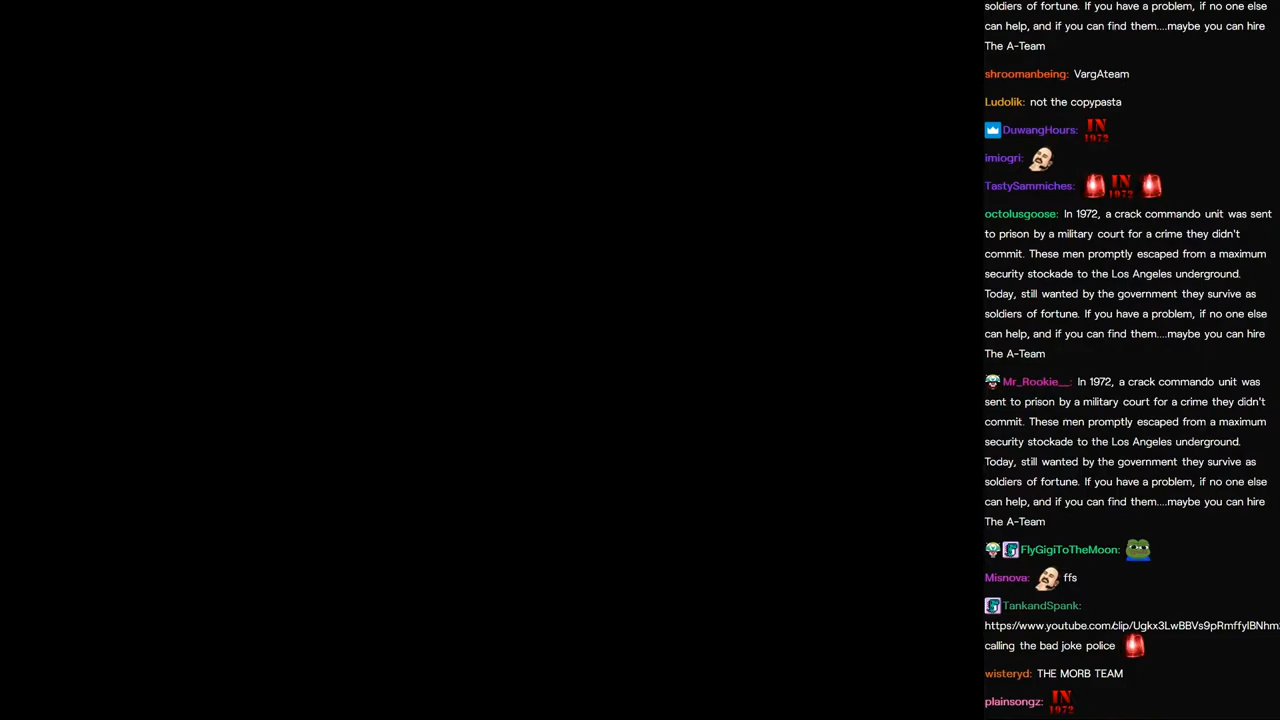 soldiers of fortune. If you have a problem, if no one else
can help, and if you can find them....maybe you can hire
The A-Team
shroomanbeing: VargAteam
Ludolik: not the copypasta
DuwangHours: IN 1972
imiogri:
TastySammiches: IN 1972
octolusgoose: In 1972, a crack commando unit was sent
to prison by a military court for a crime they didn't
commit. These men promptly escaped from a maximum
security stockade to the Los Angeles underground.
Today, still wanted by the government they survive as
soldiers of fortune. If you have a problem, if no one else
can help, and if you can find them....maybe you can hire
The A-Team
Mr_Rookie__: In 1972, a crack commando unit was
sent to prison by a military court for a crime they didn't
commit. These men promptly escaped from a maximum
security stockade to the Los Angeles underground.
Today, still wanted by the government they survive as
soldiers of fortune. If you have a problem, if no one else
can help, and if you can find them....maybe you can hire
The A-Team
FlyGigiToTheMoon:
Misnova: ffs
TankandSpank:
https://www.youtube.com/clip/Ugkx3LwBBVs9pRmffyIBNhm
calling the bad joke police
wisteryd: THE MORB TEAM
plainsongz: IN 1972